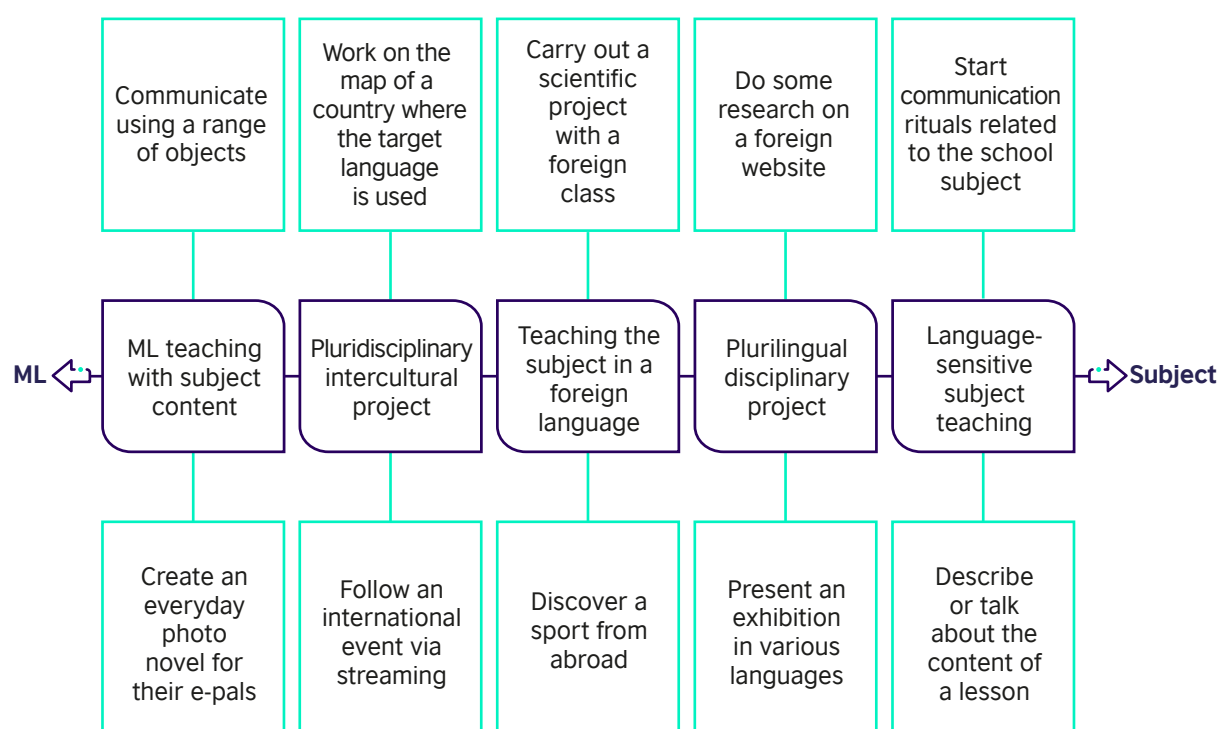 Communicate
using a range
of objects
Work on the
map of a
country where
the target
language
is used
Carry out a
scientific
project
with a
foreign
class
Do some
research on
a foreign
website
Start
communication
rituals related
to the school
subject
ML
ML teaching
with subject
content
Pluridisciplinary
intercultural
project
Teaching the
subject in a
foreign
language
Plurilingual
disciplinary
project
Language-
sensitive
subject
teaching
Subject
Create an
everyday
photo
novel for
their e-pals
Follow an
international
event via
streaming
Discover a
sport from
abroad
Present an
exhibition
in various
languages
Describe
or talk
about the
content of
a lesson